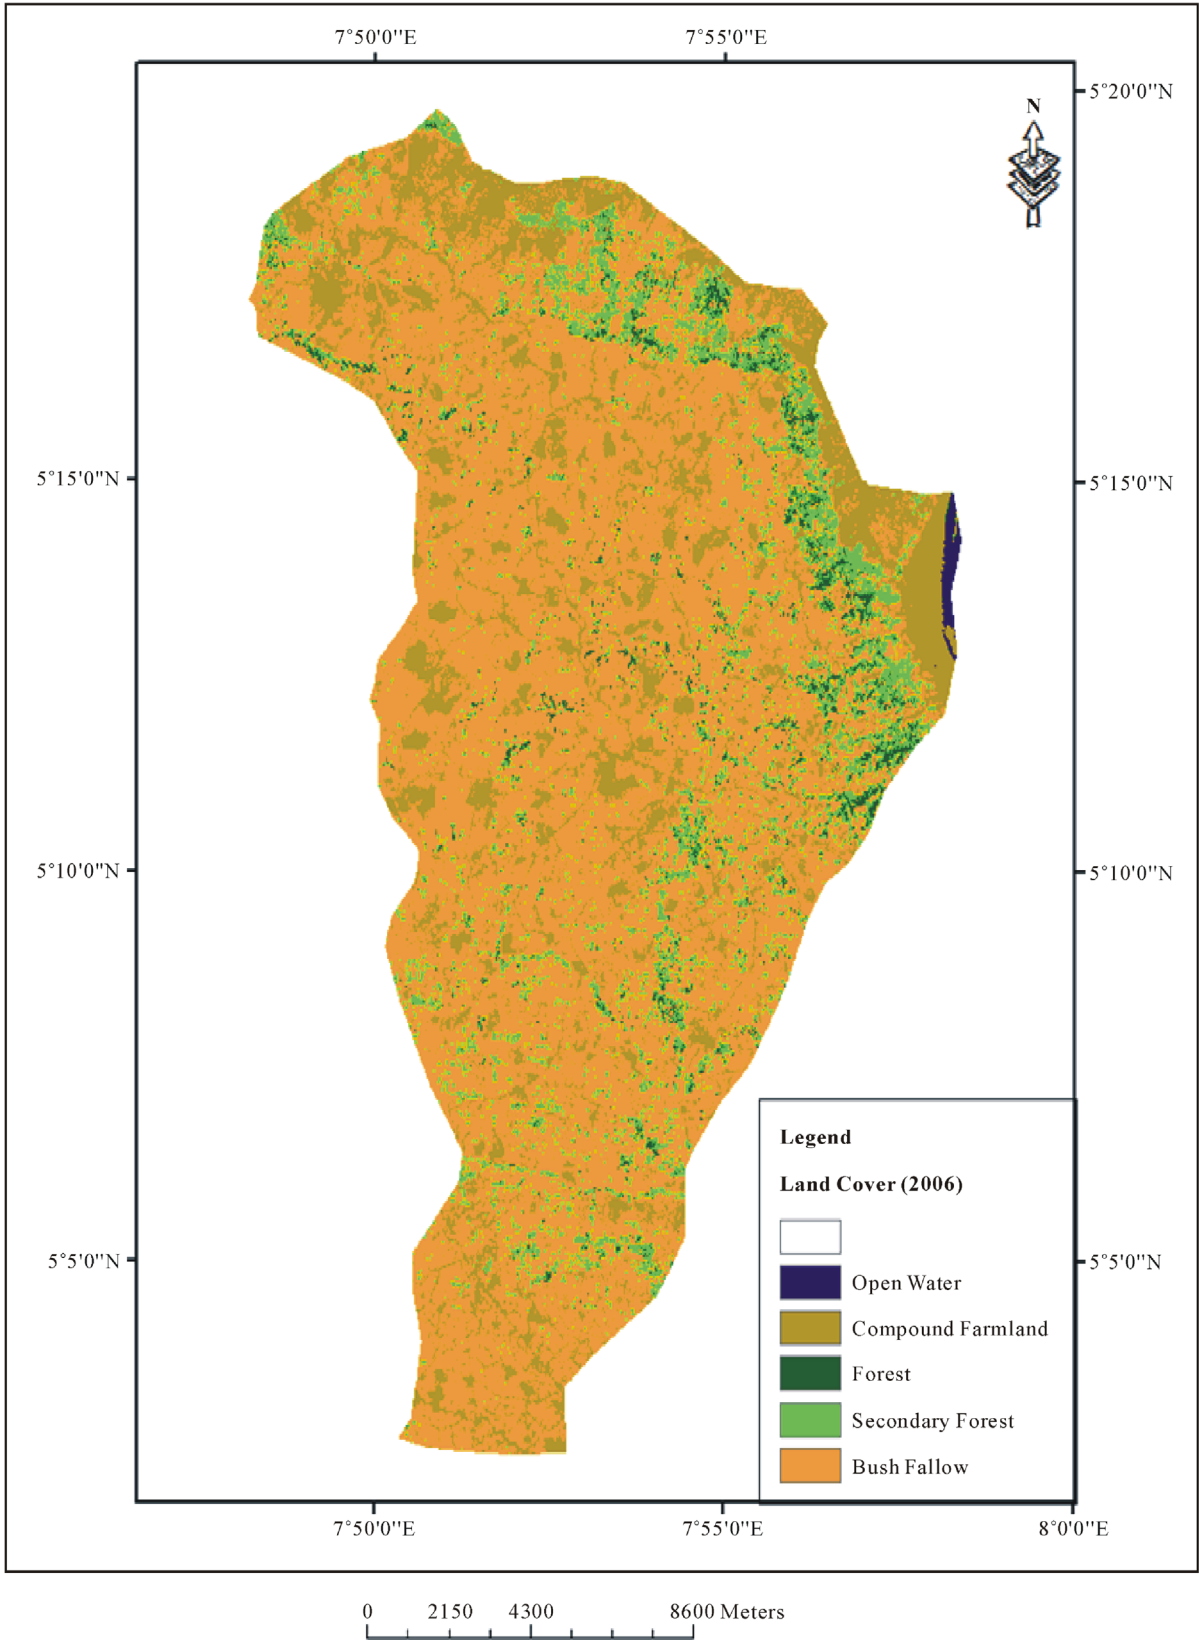 7°50'0"E 7°55'0"E
5°20'0"N
N
5°15'0"N 5°15'0"N
5°10'0"N 5°10'0"N
5°5'0"N 5°5'0"N
Legend
Land Cover (2006)
Open Water
Compound Farmland
Forest
Secondary Forest
Bush Fallow
7°50'0"E 7°55'0"E 8°0'0"E
0 2150 4300 8600 Meters